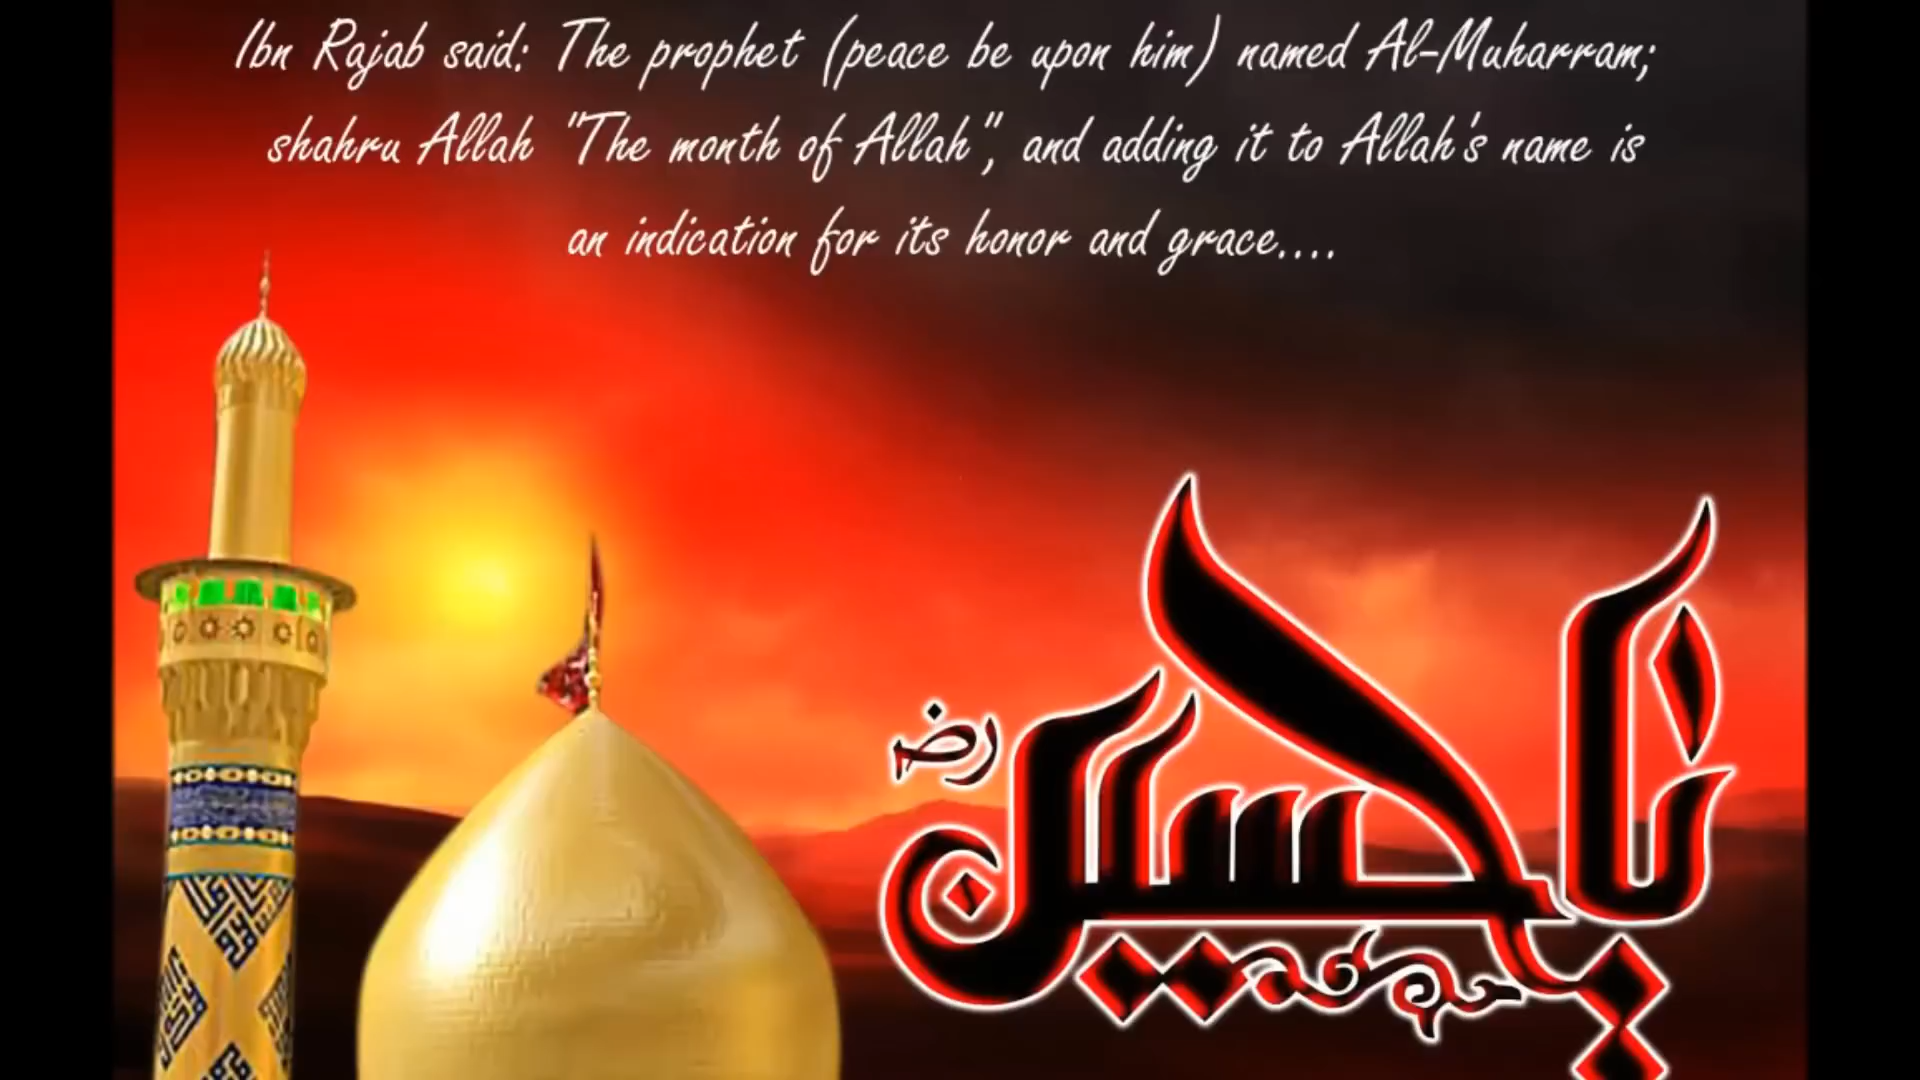 Ibn Rajab said: The prophet (peace be upon him) named Al-Muharram;
shahru Allah "The month of Allah", and adding it to Allah's name is
an indication for its honor and grace....
يا حسين
رض